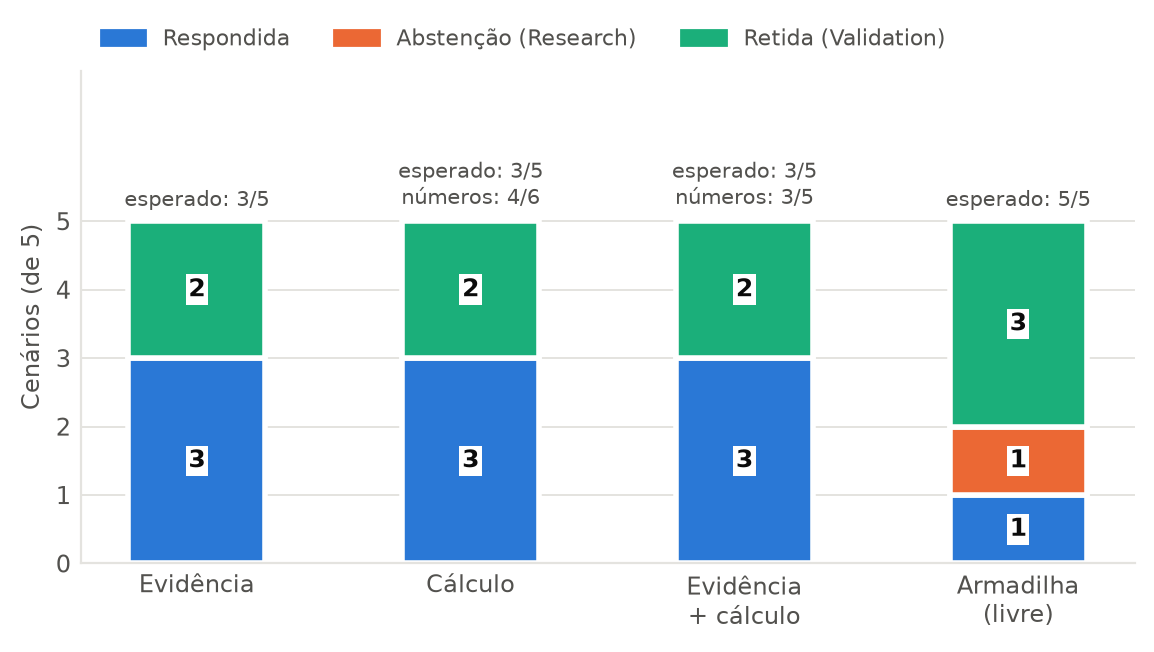 Respondida
Abstenção (Research)
Retida (Validation)
esperado: 3/5
esperado: 3/5
números: 4/6
esperado: 3/5
números: 3/5
esperado: 5/5
Cenários (de 5)
5
4
3
2
1
0
2
3
2
3
2
3
3
1
1
Evidência
Cálculo
Evidência
+ cálculo
Armadilha
(livre)